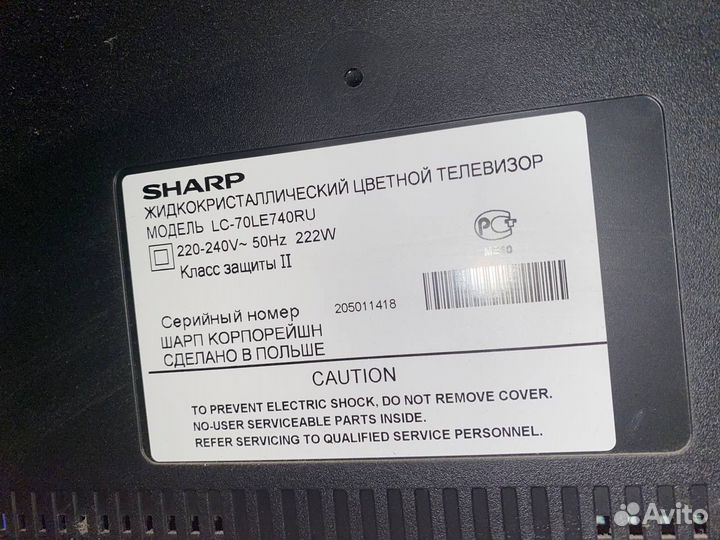 SHARP
ЖИДКОКРИСТАЛЛИЧЕСКИЙ ЦВЕТНОЙ ТЕЛЕВИЗОР
МОДЕЛЬ LC-70LE740RU
220-240V~ 50Hz 222W
Класс защиты II
Серийный номер 205011418
ШАРП КОРПОРЕЙШН
СДЕЛАНО В ПОЛЬШЕ
CAUTION
TO PREVENT ELECTRIC SHOCK, DO NOT REMOVE COVER.
NO-USER SERVICEABLE PARTS INSIDE.
REFER SERVICING TO QUALIFIED SERVICE PERSONNEL.
Avito